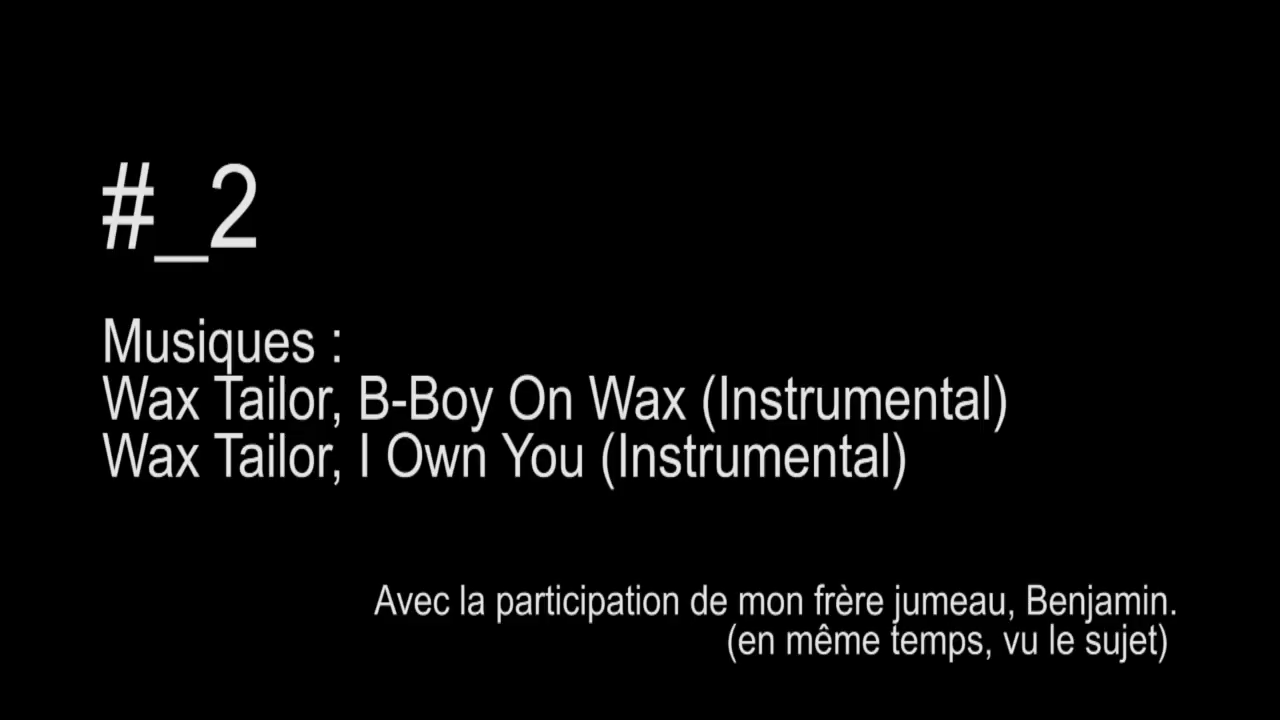 #_2
Musiques :
Wax Tailor, B-Boy On Wax (Instrumental)
Wax Tailor, I Own You (Instrumental)
Avec la participation de mon frère jumeau, Benjamin.
(en même temps, vu le sujet)